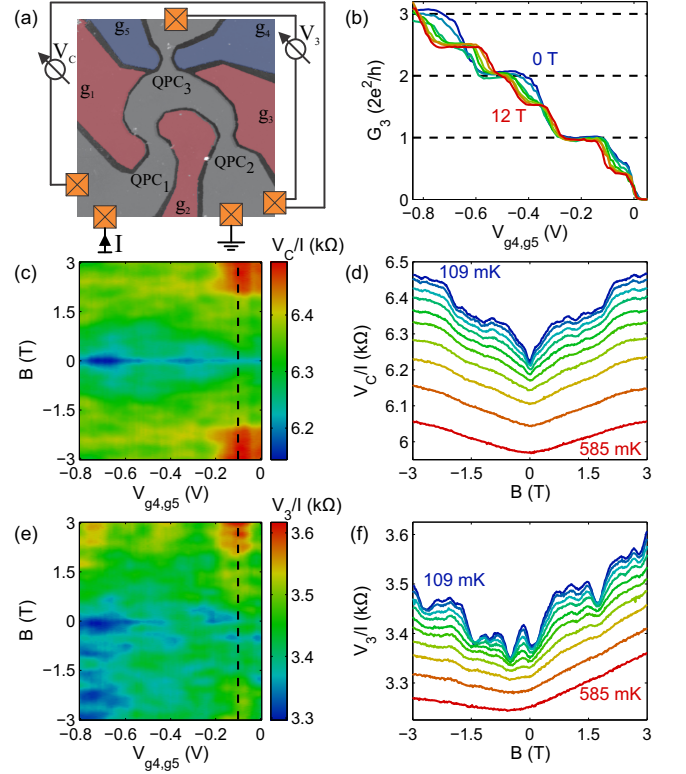 (a)
V_C
V_3
g_5
g_4
g_1
g_3
g_2
QPC_3
QPC_1
QPC_2
I
(b)
G_3 (2e²/h)
3
2
1
0
0 T
12 T
−0.8 −0.6 −0.4 −0.2 0
V_g4,g5 (V)
(c)
V_C/I (kΩ)
B (T)
3
1.5
0
−1.5
−3
−0.8 −0.6 −0.4 −0.2 0
V_g4,g5 (V)
6.4
6.3
6.2
(d)
V_C/I (kΩ)
6.5
6.4
6.3
6.2
6.1
6
109 mK
585 mK
−3 −1.5 0 1.5 3
B (T)
(e)
V_3/I (kΩ)
B (T)
3
1.5
0
−1.5
−3
−0.8 −0.6 −0.4 −0.2 0
V_g4,g5 (V)
3.6
3.5
3.4
3.3
(f)
V_3/I (kΩ)
3.6
3.5
3.4
3.3
109 mK
585 mK
−3 −1.5 0 1.5 3
B (T)